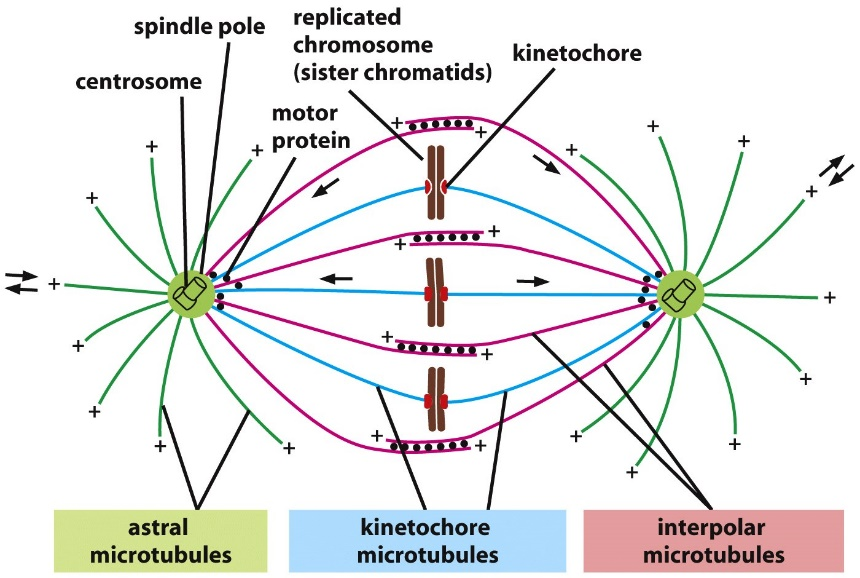 spindle pole
centrosome
replicated
chromosome
(sister chromatids)
kinetochore
motor
protein
astral
microtubules
kinetochore
microtubules
interpolar
microtubules